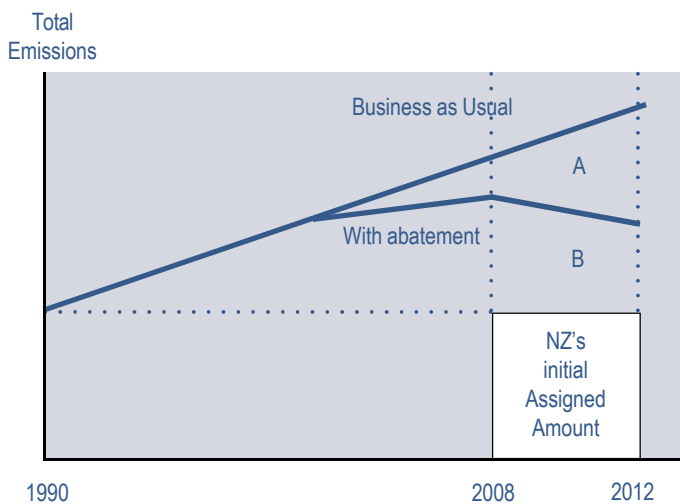 Total
Emissions
Business as Usual
A
With abatement
B
NZ's
initial
Assigned
Amount
1990
2008
2012